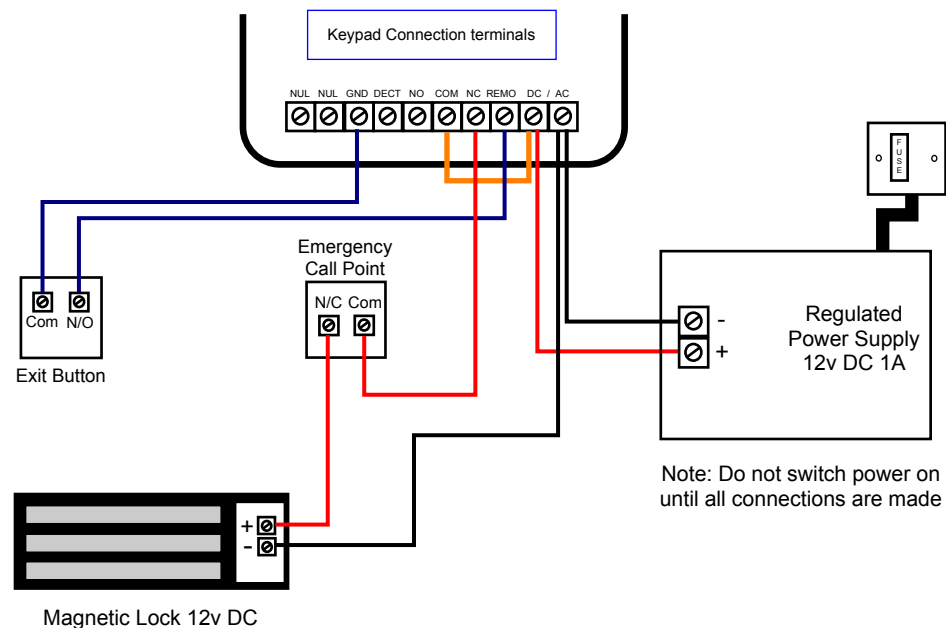 Keypad Connection terminals
NUL NUL GND DECT NO COM NC REMO DC / AC
FUSE
Emergency
Call Point
N/C Com
Com N/O
Exit Button
-
+
Regulated
Power Supply
12v DC 1A
Note: Do not switch power on
until all connections are made
+
-
Magnetic Lock 12v DC